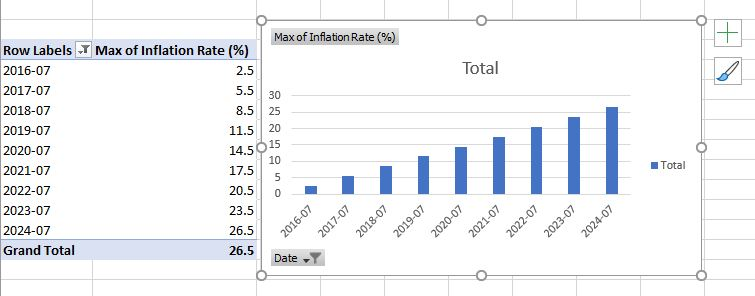 Row Labels Max of Inflation Rate (%)
2016-07 2.5
2017-07 5.5
2018-07 8.5
2019-07 11.5
2020-07 14.5
2021-07 17.5
2022-07 20.5
2023-07 23.5
2024-07 26.5
Grand Total 26.5
Max of Inflation Rate (%)
Total
30
25
20
15
10
5
0
2016-07 2017-07 2018-07 2019-07 2020-07 2021-07 2022-07 2023-07 2024-07
Total
Date